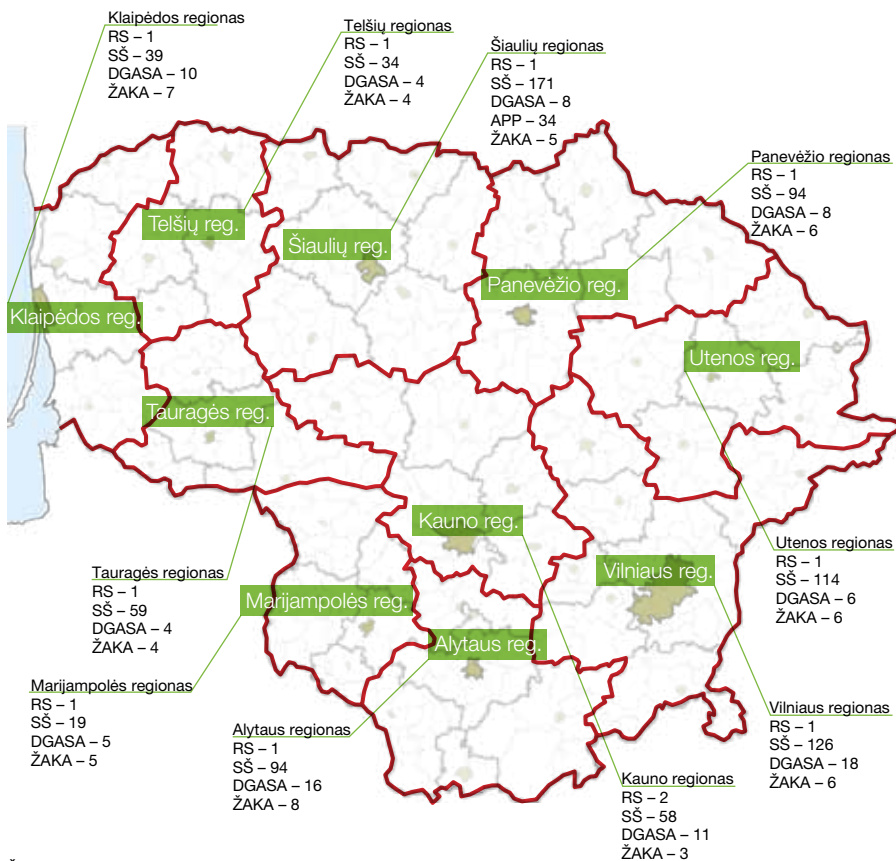 Klaipėdos regionas
RS – 1
SŠ – 39
DGASA – 10
ŽAKA – 7
Telšių regionas
RS – 1
SŠ – 34
DGASA – 4
ŽAKA – 4
Šiaulių regionas
RS – 1
SŠ – 171
DGASA – 8
APP – 34
ŽAKA – 5
Panevėžio regionas
RS – 1
SŠ – 94
DGASA – 8
ŽAKA – 6
Telšių reg.
Šiaulių reg.
Panevėžio reg.
Klaipėdos reg.
Utenos reg.
Tauragės reg.
Kauno reg.
Vilniaus reg.
Marijampolės reg.
Alytaus reg.
Utenos regionas
RS – 1
SŠ – 114
DGASA – 6
ŽAKA – 6
Tauragės regionas
RS – 1
SŠ – 59
DGASA – 4
ŽAKA – 4
Marijampolės regionas
RS – 1
SŠ – 19
DGASA – 5
ŽAKA – 5
Alytaus regionas
RS – 1
SŠ – 94
DGASA – 16
ŽAKA – 8
Vilniaus regionas
RS – 1
SŠ – 126
DGASA – 18
ŽAKA – 6
Kauno regionas
RS – 2
SŠ – 58
DGASA – 11
ŽAKA – 3